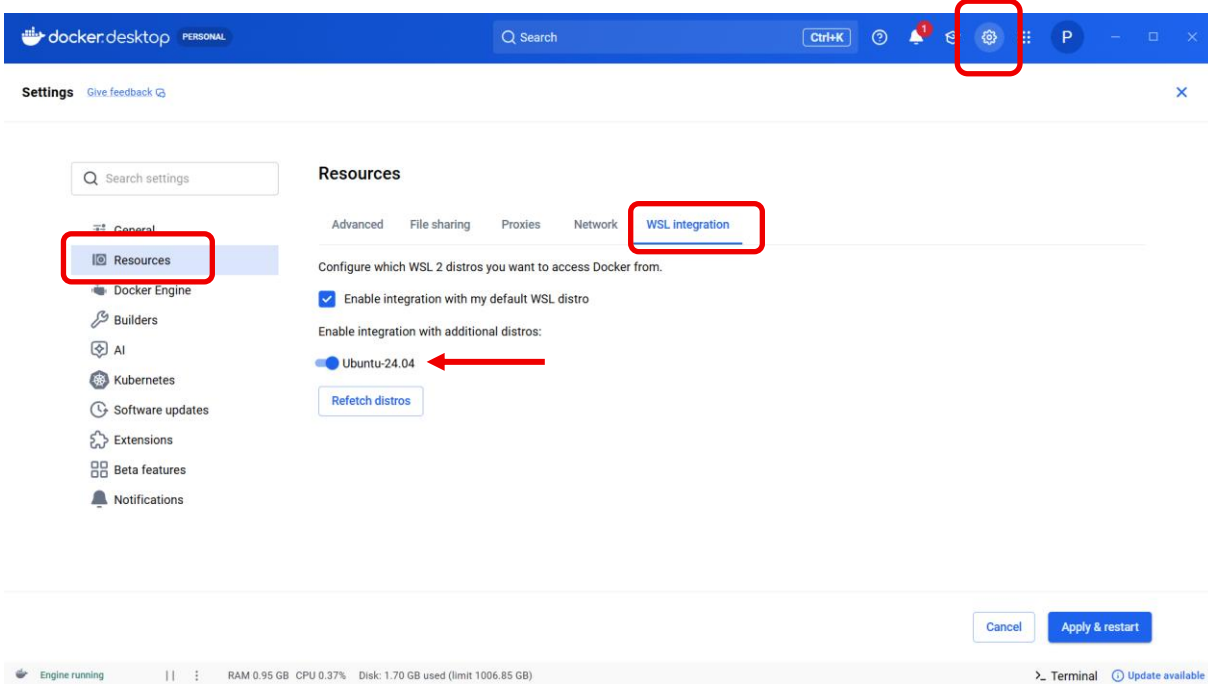 docker.desktop PERSONAL
Search
Ctrl+K
1
P
Settings Give feedback
Search settings
General
Resources
Docker Engine
Builders
AI
Kubernetes
Software updates
Extensions
Beta features
Notifications
Resources
Advanced File sharing Proxies Network WSL integration
Configure which WSL 2 distros you want to access Docker from.
Enable integration with my default WSL distro
Enable integration with additional distros:
Ubuntu-24.04
Refetch distros
Cancel Apply & restart
Engine running RAM 0.95 GB CPU 0.37% Disk: 1.70 GB used (limit 1006.85 GB) Terminal Update available